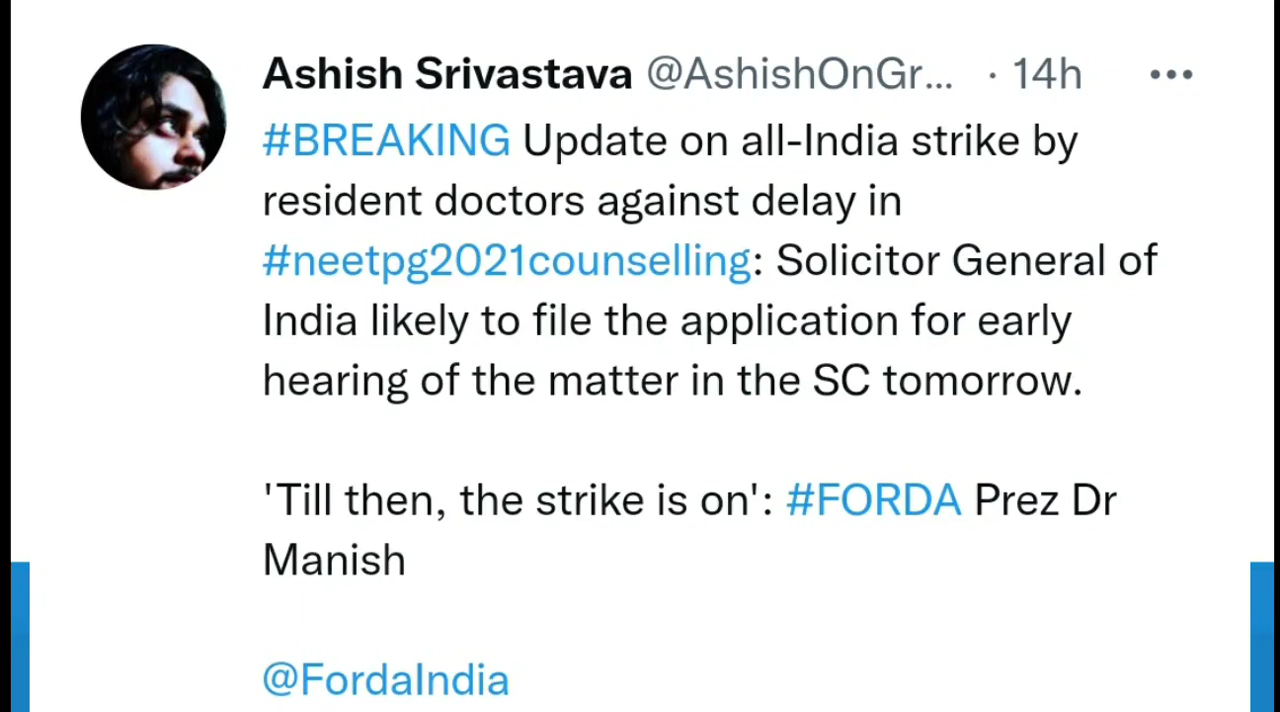 Ashish Srivastava @AshishOnGr... · 14h
#BREAKING Update on all-India strike by
resident doctors against delay in
#neetpg2021counselling: Solicitor General of
India likely to file the application for early
hearing of the matter in the SC tomorrow.
'Till then, the strike is on': #FORDA Prez Dr
Manish
@FordaIndia